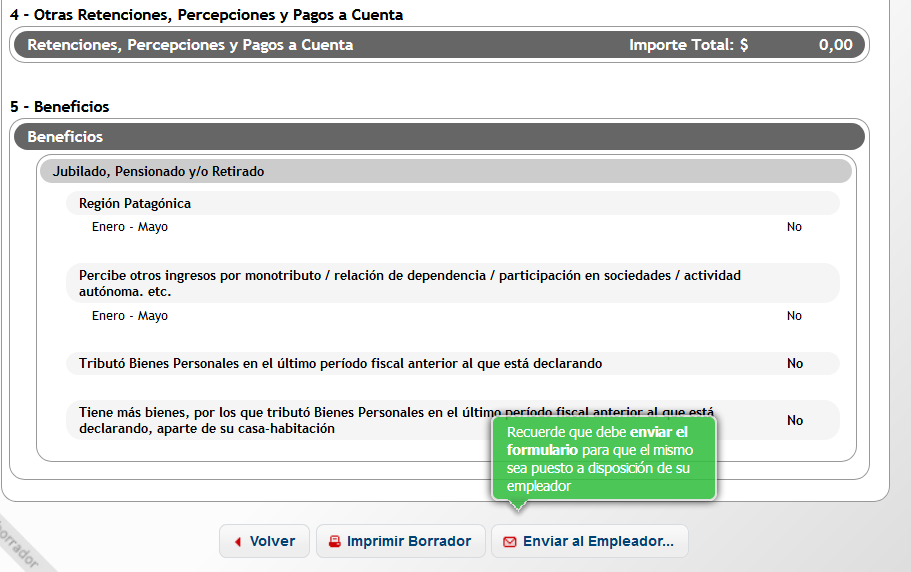 4 - Otras Retenciones, Percepciones y Pagos a Cuenta
Retenciones, Percepciones y Pagos a Cuenta Importe Total: $ 0,00
5 - Beneficios
Beneficios
Jubilado, Pensionado y/o Retirado
Región Patagónica
Enero - Mayo No
Percibe otros ingresos por monotributo / relación de dependencia / participación en sociedades / actividad
autónoma. etc.
Enero - Mayo No
Tributó Bienes Personales en el último período fiscal anterior al que está declarando No
Tiene más bienes, por los que tributó Bienes Personales en el último período fiscal anterior al que está
declarando, aparte de su casa-habitación No
Recuerde que debe enviar el
formulario para que el mismo
sea puesto a disposición de su
empleador
Volver
Imprimir Borrador
Enviar al Empleador...
borrador